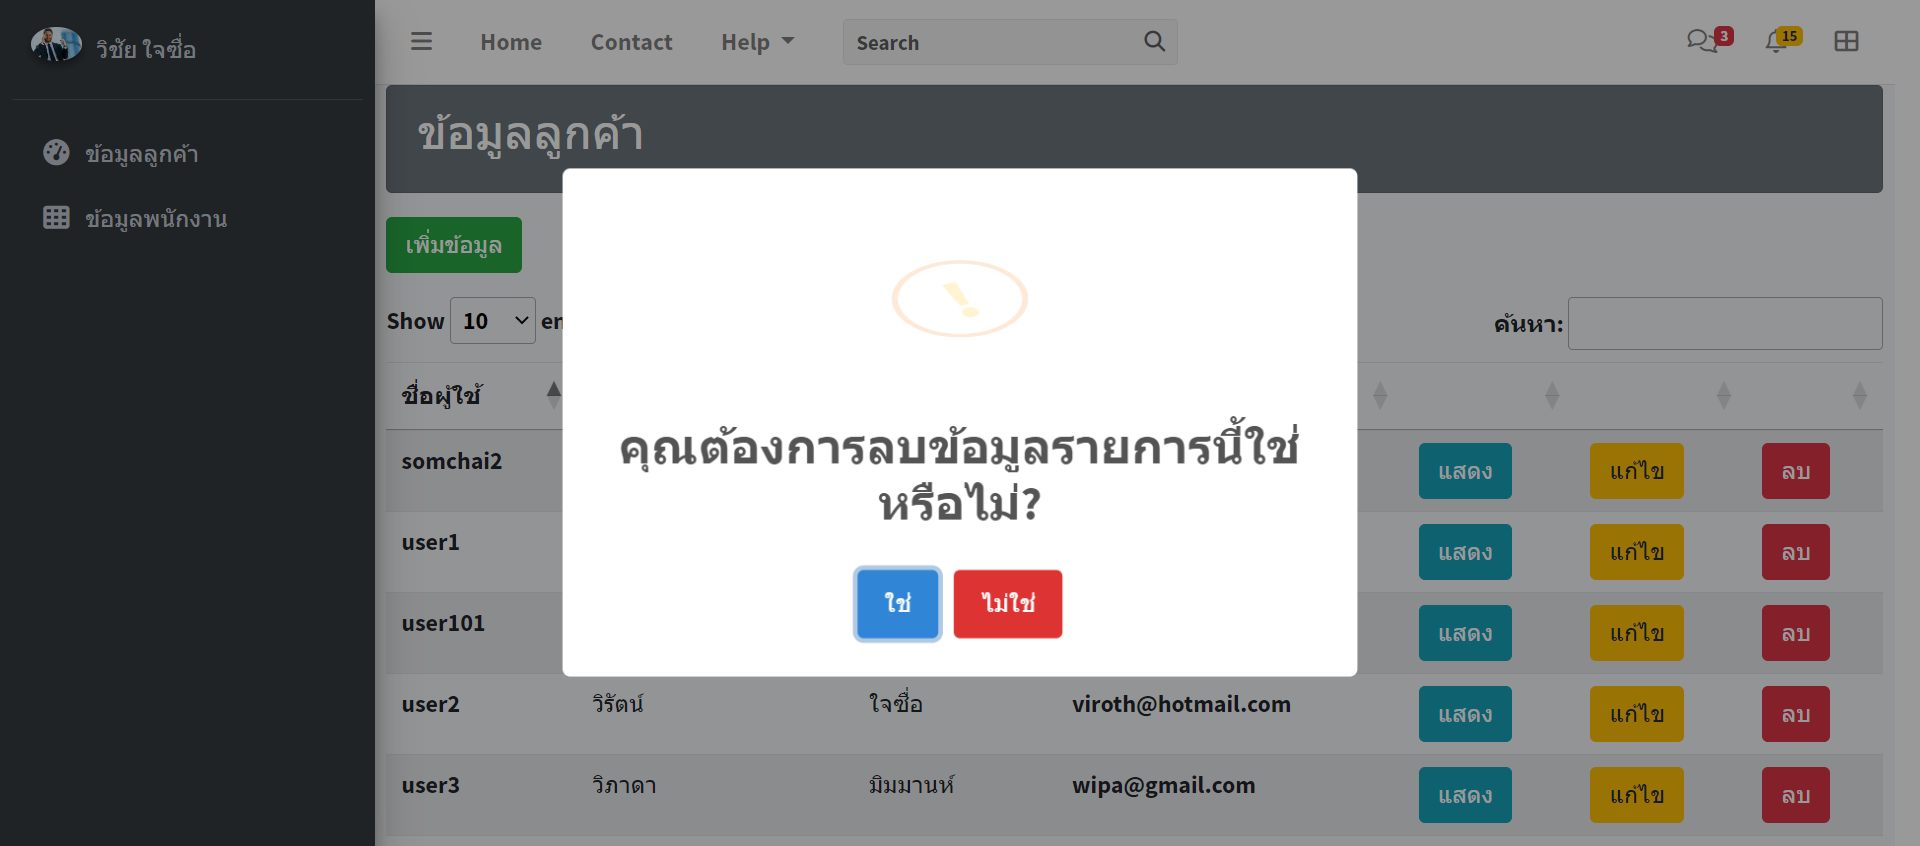 วิชัย ใจซื่อ
ข้อมูลลูกค้า
ข้อมูลพนักงาน
Home Contact Help Search 3 15
ข้อมูลลูกค้า
เพิ่มข้อมูล
Show 10 en ค้นหา:
ชื่อผู้ใช้
คุณต้องการลบข้อมูลรายการนี้ใช่
หรือไม่?
ใช่ ไม่ใช่
somchai2 แสดง แก้ไข ลบ
user1 แสดง แก้ไข ลบ
user101 แสดง แก้ไข ลบ
user2 วิรัตน์ ใจซื่อ viroth@hotmail.com แสดง แก้ไข ลบ
user3 วิภาดา มิมมานห์ wipa@gmail.com แสดง แก้ไข ลบ